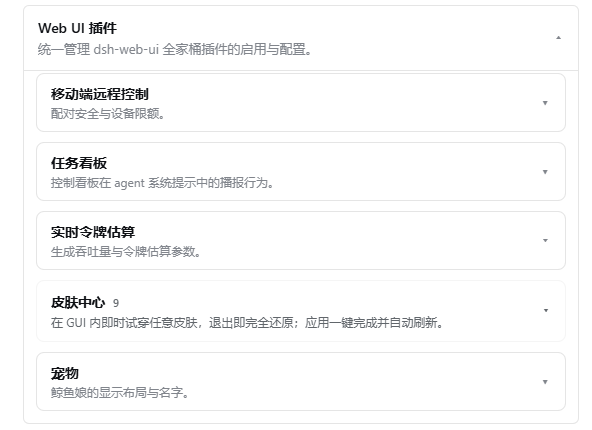 Web UI 插件
统一管理 dsh-web-ui 全家桶插件的启用与配置。
移动端远程控制
配对安全与设备限额。
任务看板
控制看板在 agent 系统提示中的播报行为。
实时令牌估算
生成吞吐量与令牌估算参数。
皮肤中心 9
在 GUI 内即时试穿任意皮肤，退出即完全还原；应用一键完成并自动刷新。
宠物
鲸鱼娘的显示布局与名字。